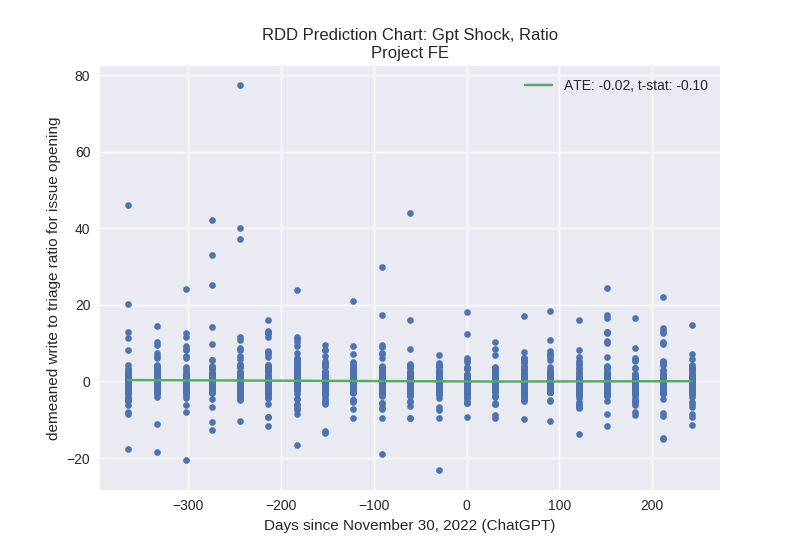 RDD Prediction Chart: Gpt Shock, Ratio
Project FE
ATE: -0.02, t-stat: -0.10
demeaned write to triage ratio for issue opening
80
60
40
20
0
−20
−300
−200
−100
0
100
200
Days since November 30, 2022 (ChatGPT)